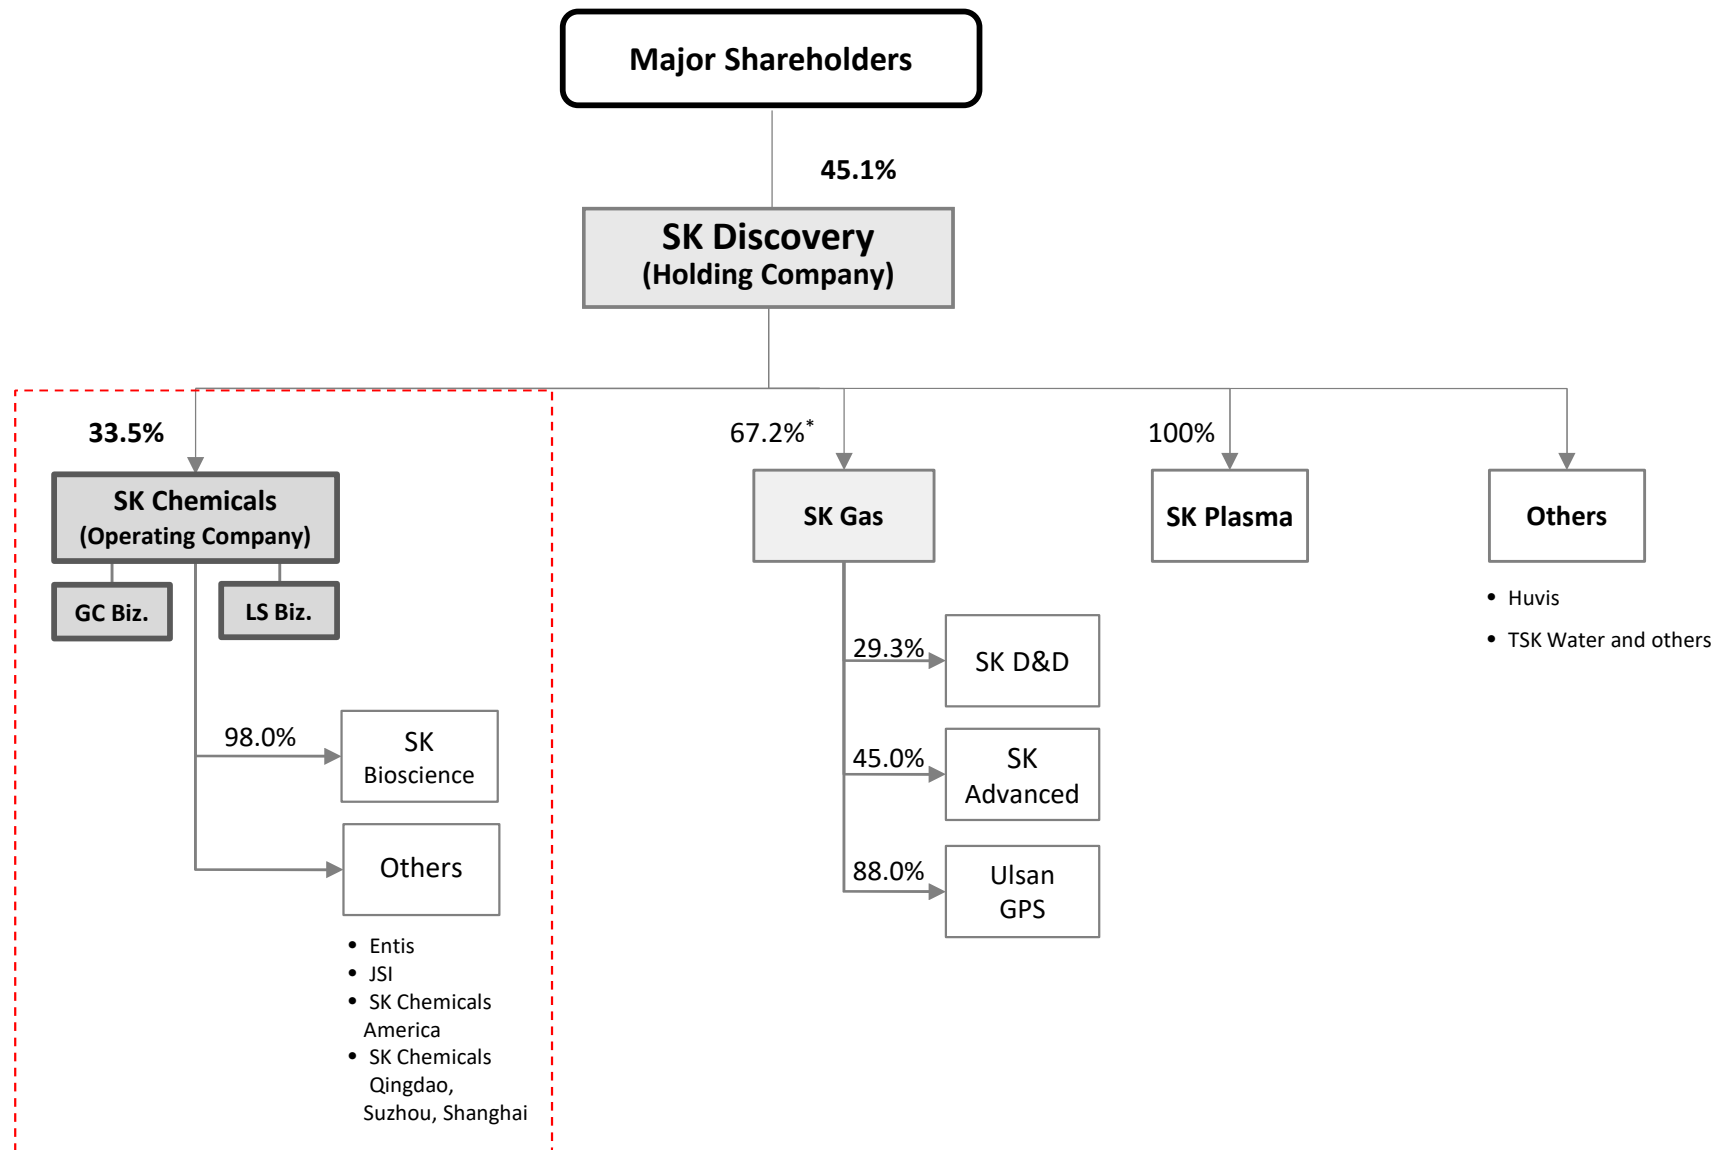 Major Shareholders
45.1%
SK Discovery
(Holding Company)
33.5%
67.2%*
100%
SK Chemicals
(Operating Company)
SK Gas
SK Plasma
Others
GC Biz.
LS Biz.
• Huvis
• TSK Water and others
29.3%
SK D&D
98.0%
SK
Bioscience
45.0%
SK
Advanced
Others
88.0%
Ulsan
GPS
• Entis
• JSI
• SK Chemicals
America
• SK Chemicals
Qingdao,
Suzhou, Shanghai